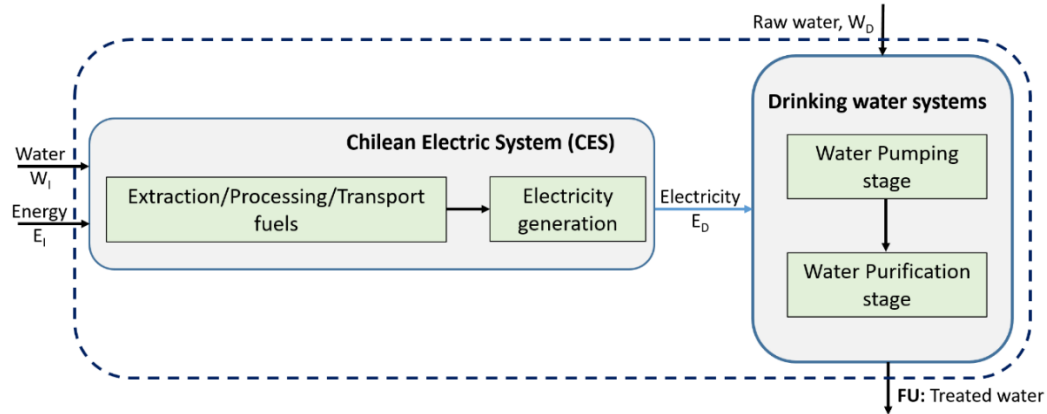 Raw water, W_D
Drinking water systems
Chilean Electric System (CES)
Water
W_I
Energy
E_I
Extraction/Processing/Transport
fuels
Electricity
generation
Electricity
E_D
Water Pumping
stage
Water Purification
stage
FU: Treated water